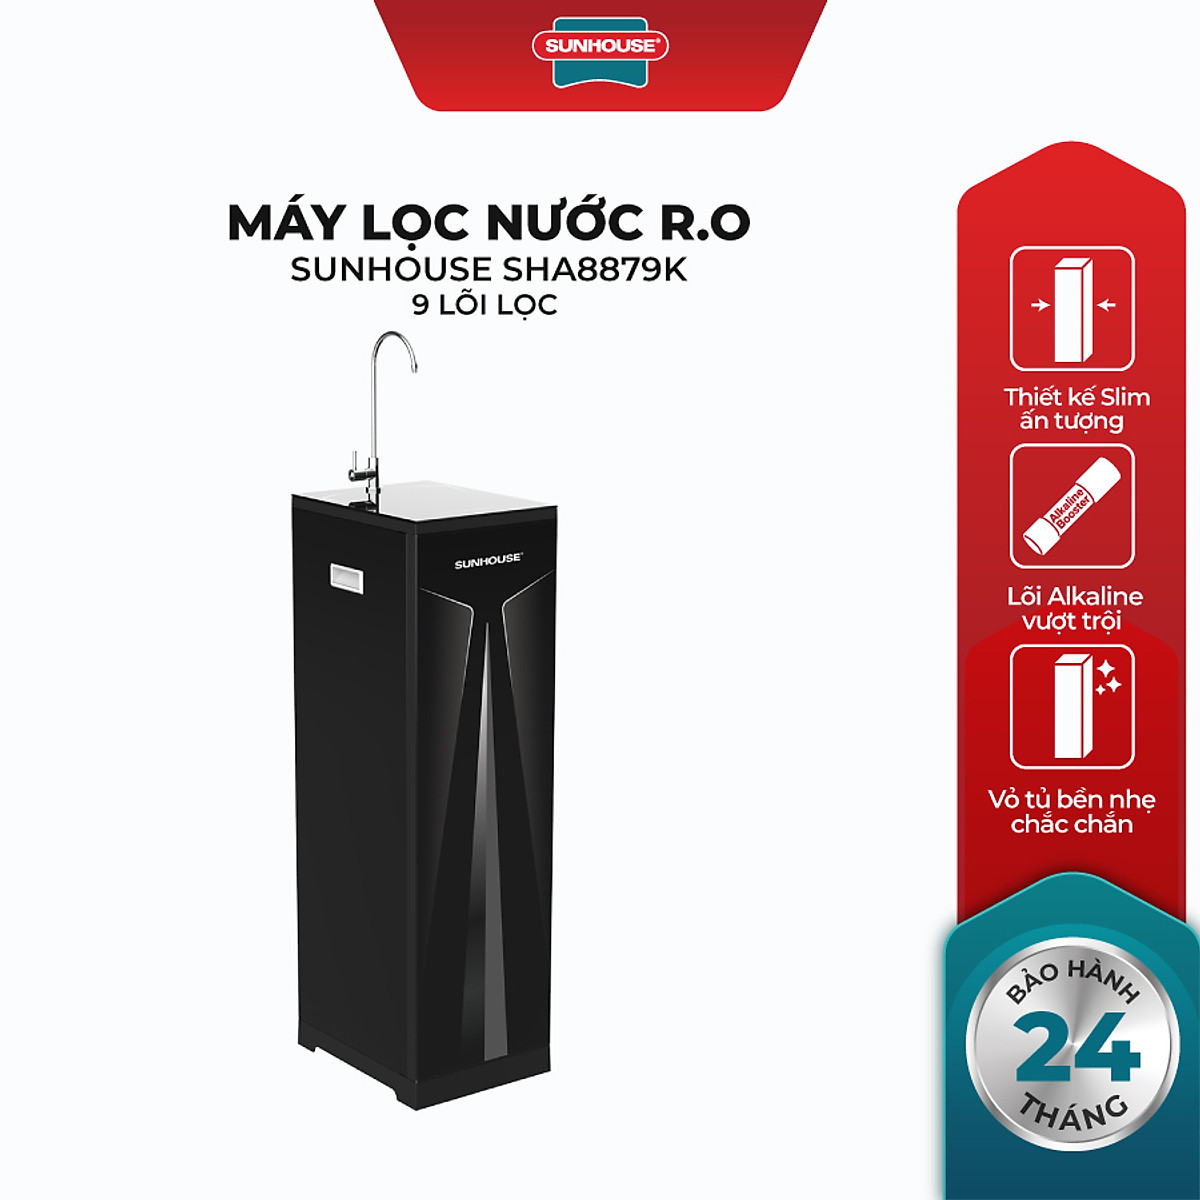 SUNHOUSE®
MÁY LỌC NƯỚC R.O
SUNHOUSE SHA8879K
9 LÕI LỌC
SUNHOUSE
Thiết kế Slim
ấn tượng
Alkaline
Booster
Lõi Alkaline
vượt trội
Vỏ tủ bền nhẹ
chắc chắn
BẢO HÀNH
24
THÁNG